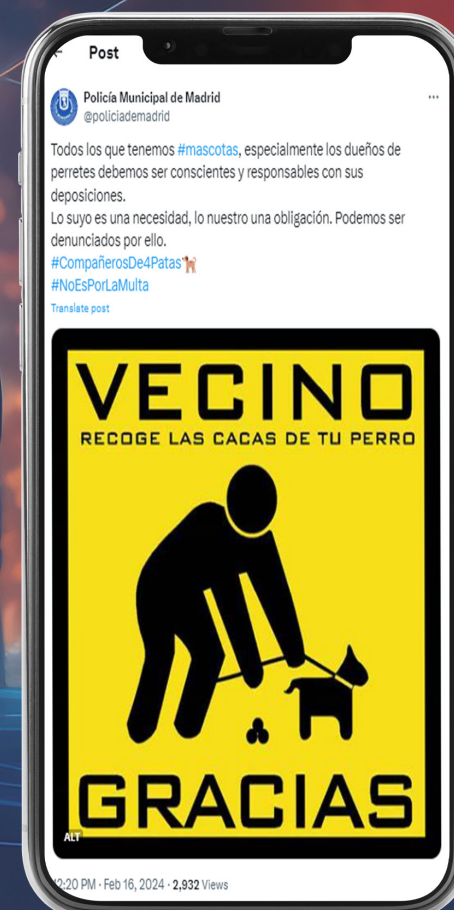 Post
Policía Municipal de Madrid
@policiademadrid
Todos los que tenemos #mascotas, especialmente los dueños de
perretes debemos ser conscientes y responsables con sus
deposiciones.
Lo suyo es una necesidad, lo nuestro una obligación. Podemos ser
denunciados por ello.
#CompañerosDe4Patas
#NoEsPorLaMulta
Translate post
VECINO
RECOGE LAS CACAS DE TU PERRO
GRACIAS
ALT
2:20 PM · Feb 16, 2024 · 2,932 Views